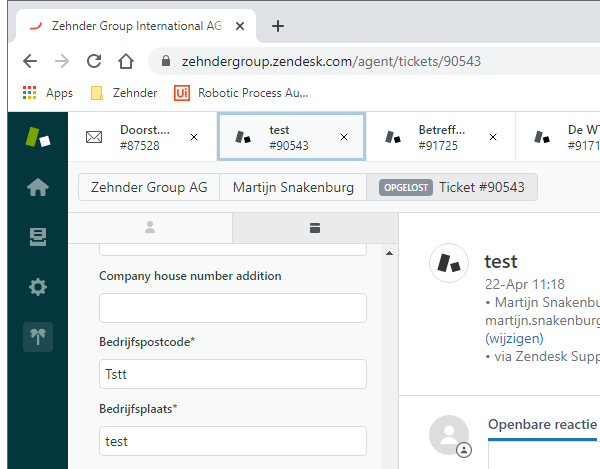 Zehnder Group International AG
zehndergroup.zendesk.com/agent/tickets/90543
Apps Zehnder Robotic Process Au...
Doorst.... test Betreff... De WT
#87528 #90543 #91725 #9171
Zehnder Group AG Martijn Snakenburg OPGELOST Ticket #90543
Company house number addition
Bedrijfspostcode*
Tstt
Bedrijfsplaats*
test
test
22-Apr 11:18
• Martijn Snakenbu
martijn.snakenburg
(wijzigen)
• via Zendesk Supp
Openbare reactie